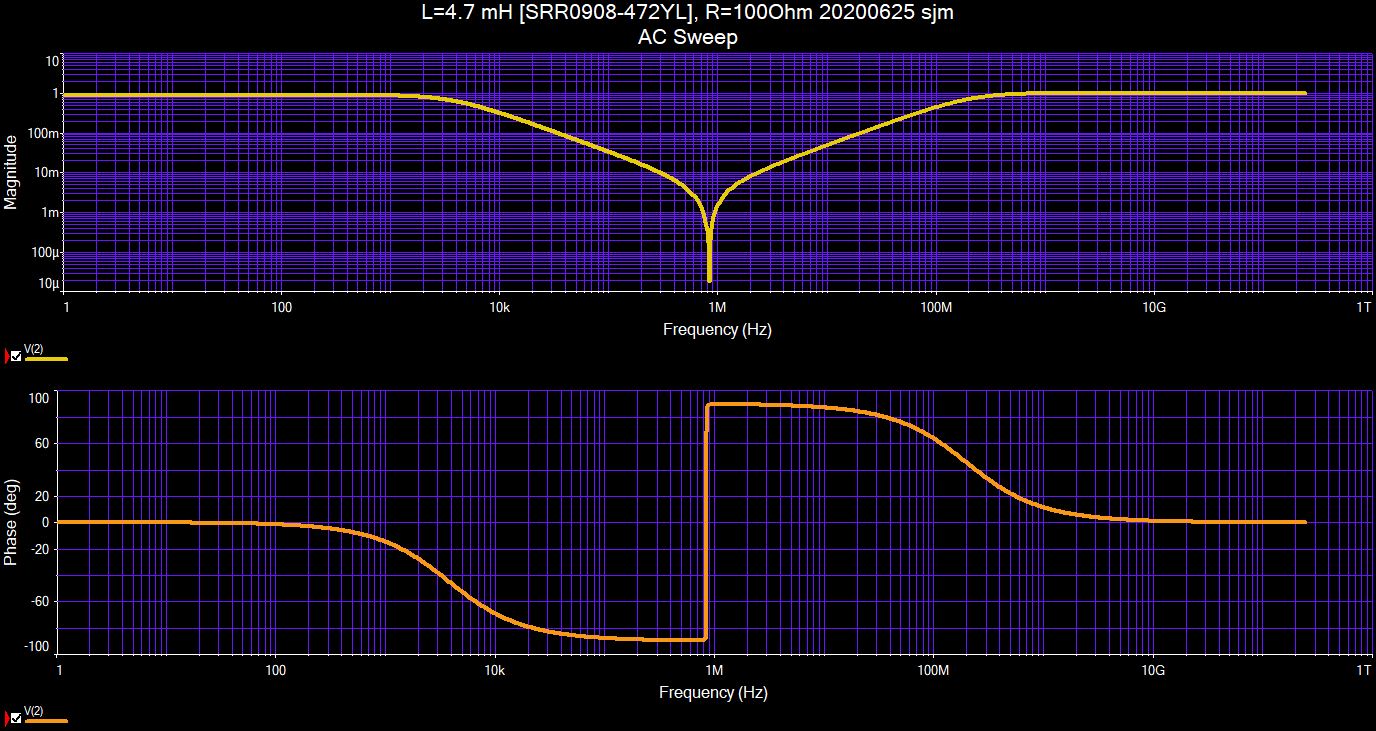 L=4.7 mH [SRR0908-472YL], R=100Ohm 20200625 sjm
AC Sweep
10
1
100m
10m
1m
100µ
10µ
Magnitude
1 100 10k 1M 100M 10G 1T
Frequency (Hz)
V(2)
100
60
20
0
-20
-60
-100
Phase (deg)
1 100 10k 1M 100M 10G 1T
Frequency (Hz)
V(2)